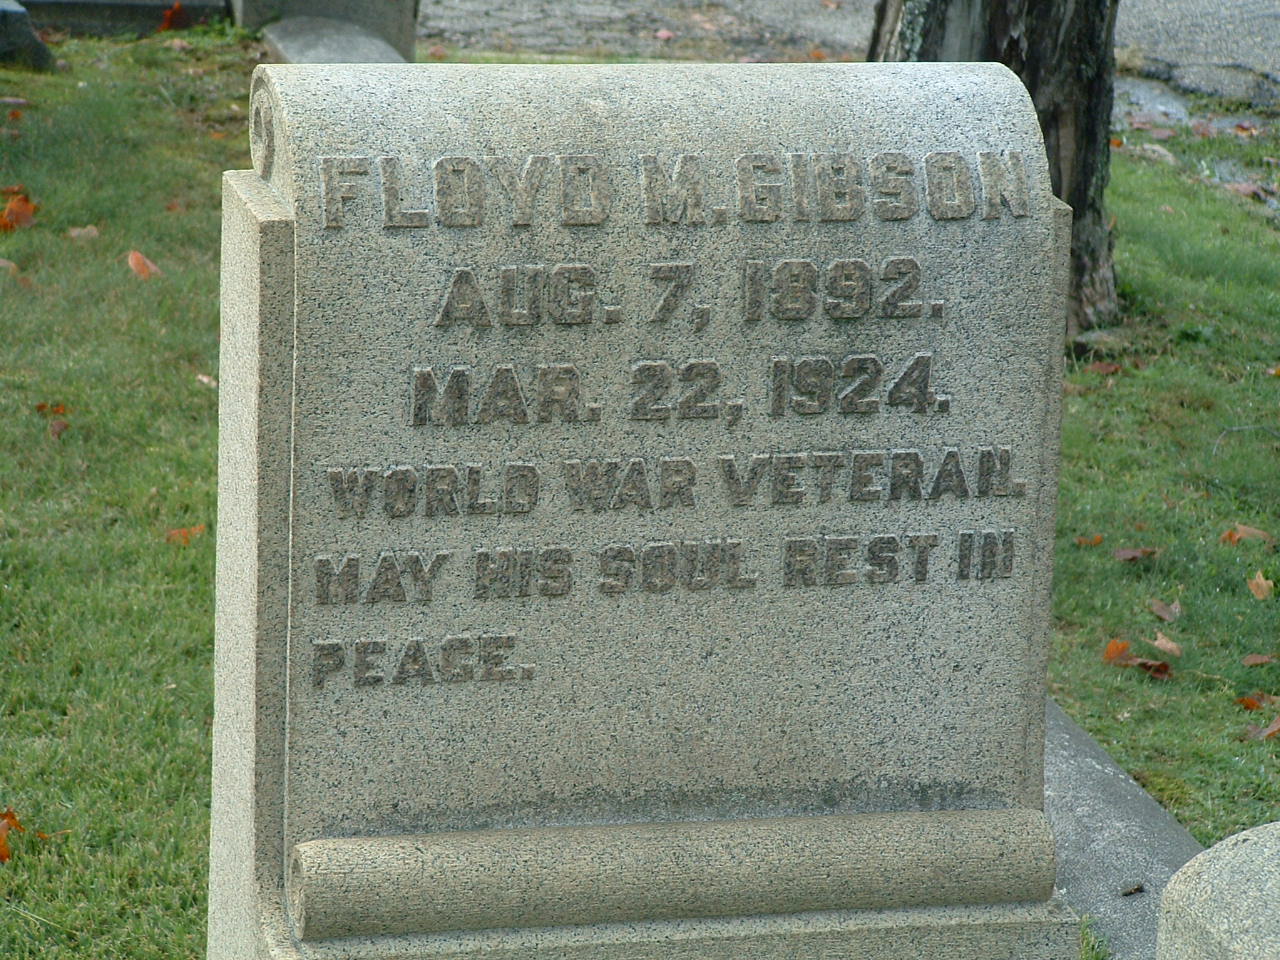 FLOYD M. GIBSON
AUG. 7, 1892.
MAR. 22, 1924.
WORLD WAR VETERAN.
MAY HIS SOUL REST IN
PEACE.